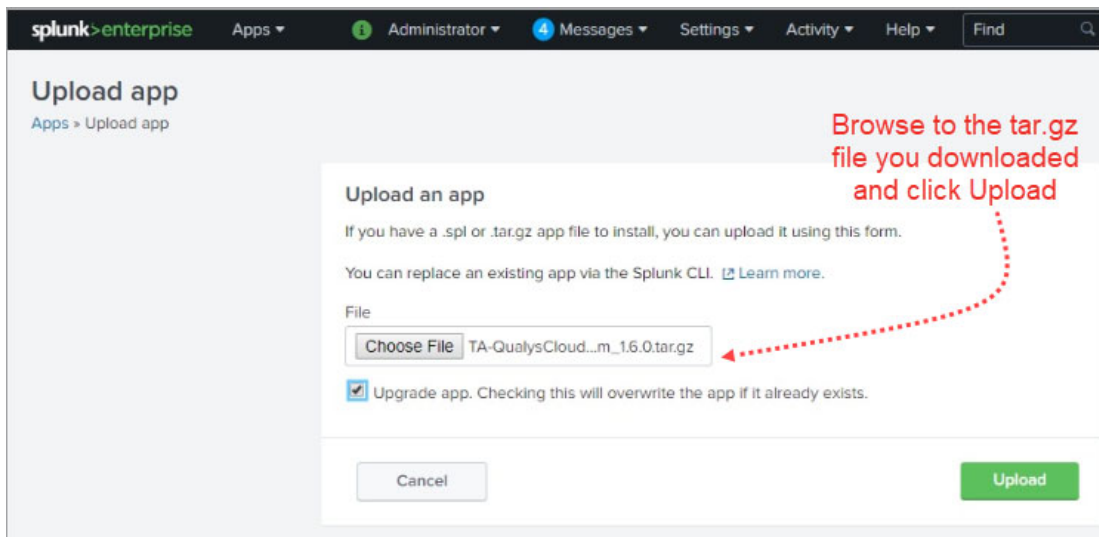 splunk>enterprise Apps Administrator 4 Messages Settings Activity Help Find
Upload app
Apps » Upload app
Browse to the tar.gz
file you downloaded
and click Upload
Upload an app
If you have a .spl or .tar.gz app file to install, you can upload it using this form.
You can replace an existing app via the Splunk CLI. Learn more.
File
Choose File TA-QualysCloud...m_1.6.0.tar.gz
Upgrade app. Checking this will overwrite the app if it already exists.
Cancel Upload